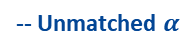 -- Unmatched 𝜶